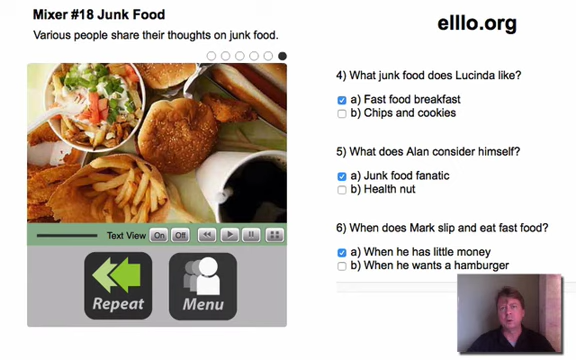 Mixer #18 Junk Food
Various people share their thoughts on junk food.
Text View On Off
Repeat
Menu
elllo.org
4) What junk food does Lucinda like?
a) Fast food breakfast
b) Chips and cookies
5) What does Alan consider himself?
a) Junk food fanatic
b) Health nut
6) When does Mark slip and eat fast food?
a) When he has little money
b) When he wants a hamburger